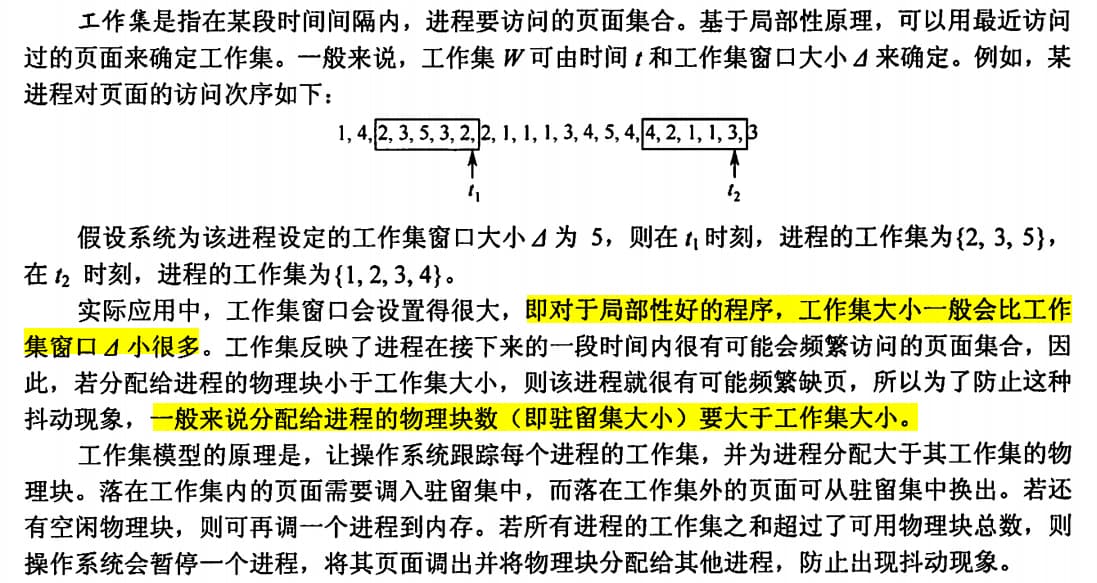 工作集是指在某段时间间隔内，进程要访问的页面集合。基于局部性原理，可以用最近访问
过的页面来确定工作集。一般来说，工作集 W 可由时间 t 和工作集窗口大小 Δ 来确定。例如，某
进程对页面的访问次序如下：
1, 4, 2, 3, 5, 3, 2, 2, 1, 1, 1, 3, 4, 5, 4, 4, 2, 1, 1, 3, 3
t₁ t₂
假设系统为该进程设定的工作集窗口大小 Δ 为 5，则在 t₁ 时刻，进程的工作集为{2, 3, 5}，
在 t₂ 时刻，进程的工作集为{1, 2, 3, 4}。
实际应用中，工作集窗口会设置得很大，即对于局部性好的程序，工作集大小一般会比工作
集窗口 Δ 小很多。工作集反映了进程在接下来的一段时间内很有可能会频繁访问的页面集合，因
此，若分配给进程的物理块小于工作集大小，则该进程就很有可能频繁缺页，所以为了防止这种
抖动现象，一般来说分配给进程的物理块数（即驻留集大小）要大于工作集大小。
工作集模型的原理是，让操作系统跟踪每个进程的工作集，并为进程分配大于其工作集的物
理块。落在工作集内的页面需要调入驻留集中，而落在工作集外的页面可从驻留集中换出。若还
有空闲物理块，则可再调一个进程到内存。若所有进程的工作集之和超过了可用物理块总数，则
操作系统会暂停一个进程，将其页面调出并将物理块分配给其他进程，防止出现抖动现象。